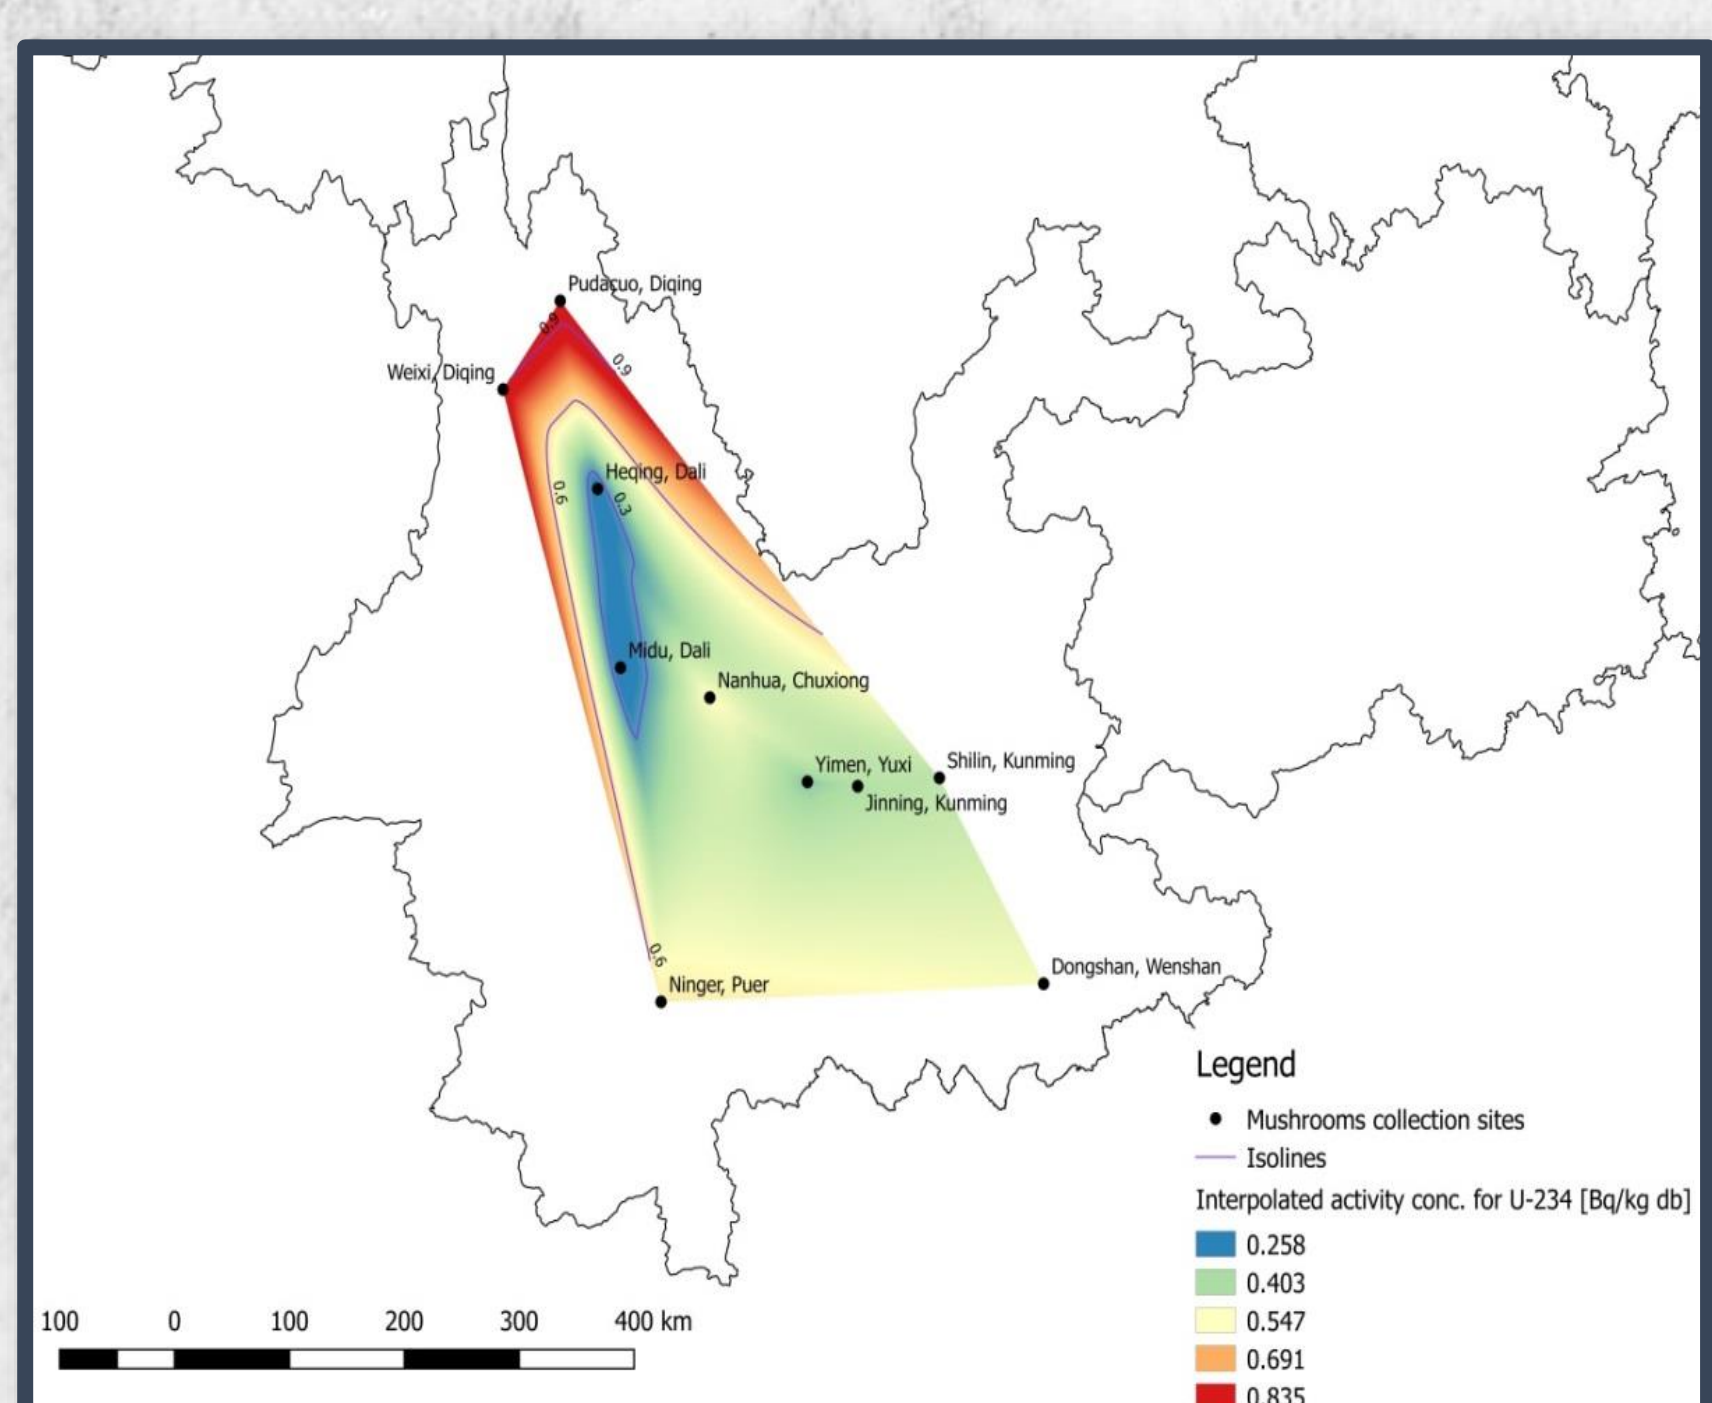 Pudacuo, Diqing
0.9
0.9
Weixi, Diqing
Heqing, Dali
0.6
0.3
Midu, Dali
Nanhua, Chuxiong
Yimen, Yuxi
Shilin, Kunming
Jinning, Kunming
0.6
Dongshan, Wenshan
Ninger, Puer
Legend
Mushrooms collection sites
Isolines
Interpolated activity conc. for U-234 [Bq/kg db]
0.258
0.403
0.547
0.691
0.835
100 0 100 200 300 400 km